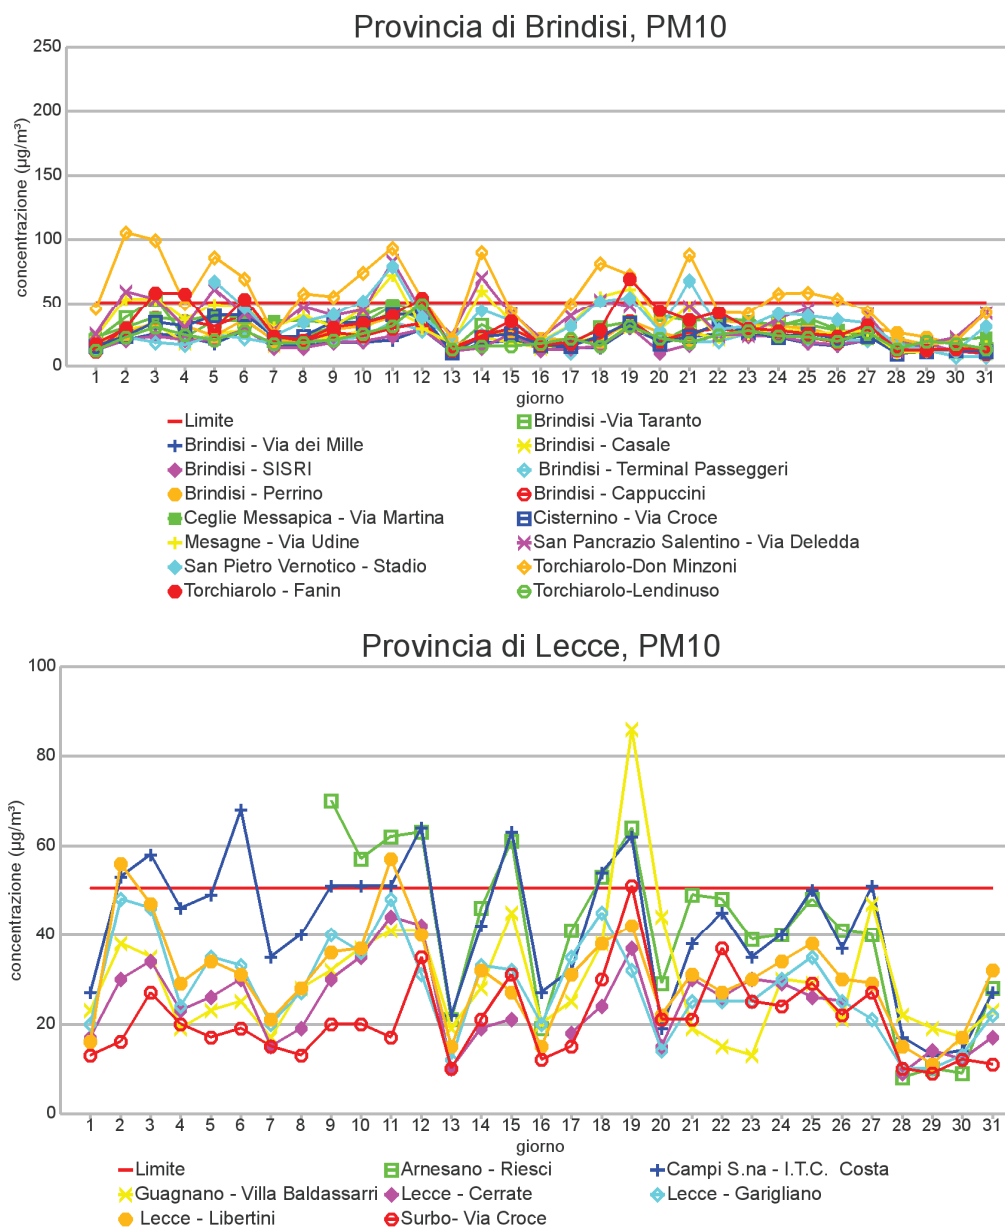 Provincia di Brindisi, PM10
250
200
150
100
50
0
concentrazione (µg/m³)
1 2 3 4 5 6 7 8 9 10 11 12 13 14 15 16 17 18 19 20 21 22 23 24 25 26 27 28 29 30 31
giorno
Limite
Brindisi -Via Taranto
Brindisi - Via dei Mille
Brindisi - Casale
Brindisi - SISRI
Brindisi - Terminal Passeggeri
Brindisi - Perrino
Brindisi - Cappuccini
Ceglie Messapica - Via Martina
Cisternino - Via Croce
Mesagne - Via Udine
San Pancrazio Salentino - Via Deledda
San Pietro Vernotico - Stadio
Torchiarolo-Don Minzoni
Torchiarolo - Fanin
Torchiarolo-Lendinuso
Provincia di Lecce, PM10
100
80
60
40
20
0
concentrazione (µg/m³)
1 2 3 4 5 6 7 8 9 10 11 12 13 14 15 16 17 18 19 20 21 22 23 24 25 26 27 28 29 30 31
giorno
Limite
Arnesano - Riesci
Campi S.na - I.T.C. Costa
Guagnano - Villa Baldassarri
Lecce - Cerrate
Lecce - Garigliano
Lecce - Libertini
Surbo- Via Croce